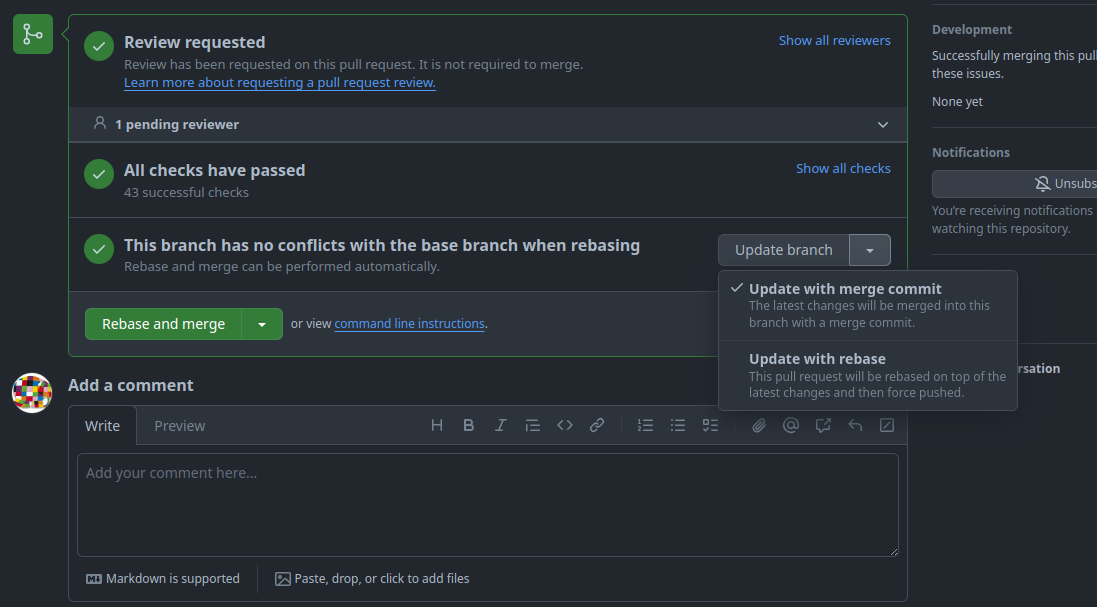 Review requested
Show all reviewers
Review has been requested on this pull request. It is not required to merge.
Learn more about requesting a pull request review.
1 pending reviewer
All checks have passed
Show all checks
43 successful checks
This branch has no conflicts with the base branch when rebasing
Rebase and merge can be performed automatically.
Update branch
Update with merge commit
The latest changes will be merged into this
branch with a merge commit.
Update with rebase
This pull request will be rebased on top of the
latest changes and then force pushed.
Rebase and merge
or view command line instructions.
Add a comment
Write
Preview
Add your comment here...
Markdown is supported
Paste, drop, or click to add files
Development
Successfully merging this pull
these issues.
None yet
Notifications
Unsubs
You're receiving notifications
watching this repository.
rsation